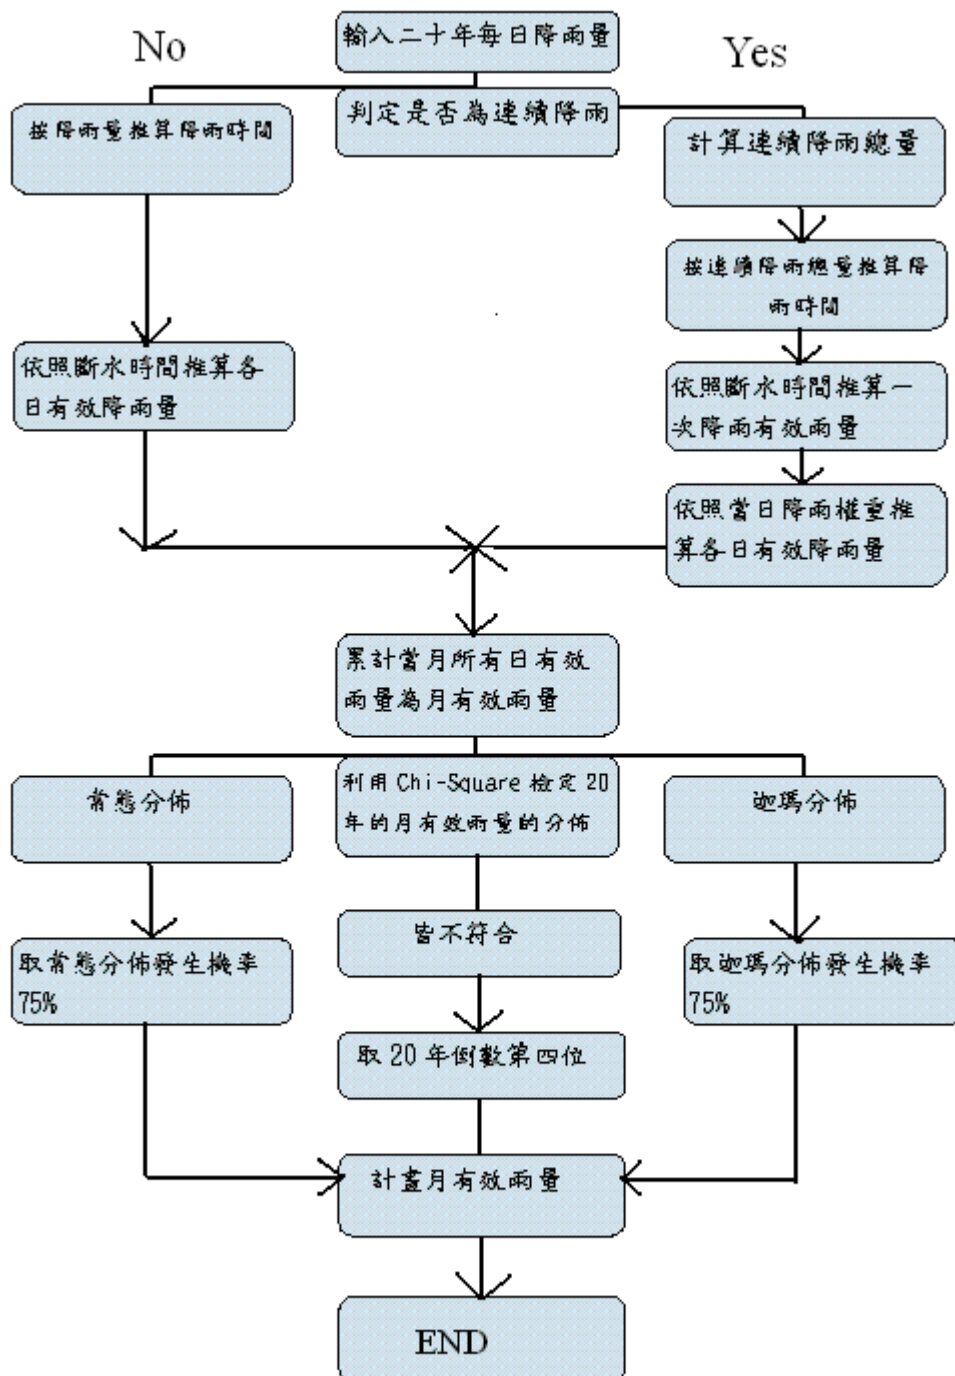 No
輸入二十年每日降雨量
Yes
按降雨量推算降雨時間
判定是否為連續降雨
計算連續降雨總量
按連續降雨總量推算降
雨時間
依照斷水時間推算各
日有效降雨量
依照斷水時間推算一
次降雨有效雨量
依照當日降雨權重推
算各日有效降雨量
累計當月所有日有效
雨量為月有效雨量
常態分佈
利用 Chi-Square 檢定 20
年的月有效雨量的分佈
迦瑪分佈
取常態分佈發生機率
75%
皆不符合
取迦瑪分佈發生機率
75%
取 20 年倒數第四位
計畫月有效雨量
END